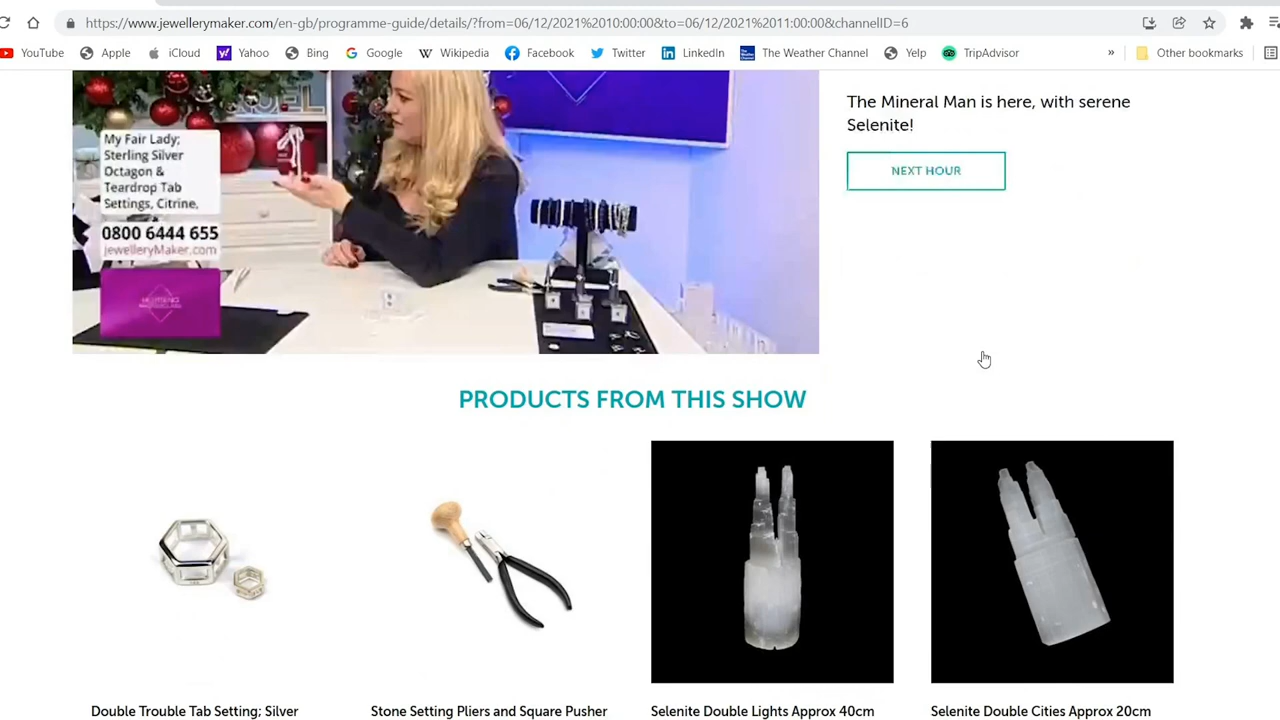 https://www.jewellerymaker.com/en-gb/programme-guide/details/?from=06/12/2021%2010:00:00&to=06/12/2021%2011:00:00&channelID=6
YouTube Apple iCloud Yahoo Bing Google Wikipedia Facebook Twitter LinkedIn The Weather Channel Yelp TripAdvisor » Other bookmarks
NOEL
My Fair Lady;
Sterling Silver
Octagon &
Teardrop Tab
Settings, Citrine,
0800 6444 655
jewelleryMaker.com
The Mineral Man is here, with serene
Selenite!
NEXT HOUR
PRODUCTS FROM THIS SHOW
Double Trouble Tab Setting; Silver
Stone Setting Pliers and Square Pusher
Selenite Double Lights Approx 40cm
Selenite Double Cities Approx 20cm